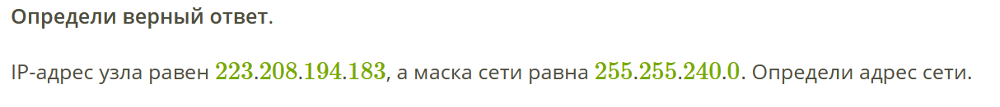 Определи верный ответ.
IP-адрес узла равен 223.208.194.183, а маска сети равна 255.255.240.0. Определи адрес сети.